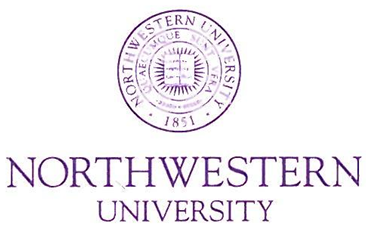 NORTHWESTERN UNIVERSITY
QUAECUMQUE SUNT VERA
· 1851 ·
NORTHWESTERN
UNIVERSITY